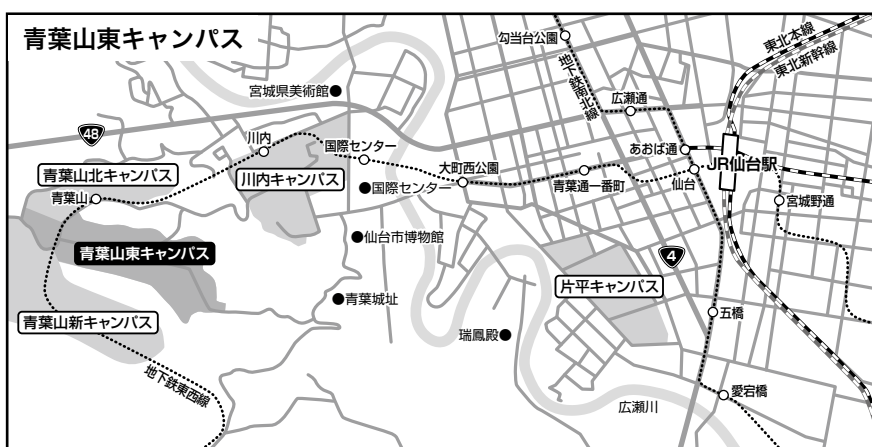 青葉山東キャンパス
勾当台公園
東北本線
東北新幹線
地下鉄南北線
宮城県美術館
広瀬通
48
川内
国際センター
あおば通
JR仙台駅
大町西公園
青葉山北キャンパス
川内キャンパス
国際センター
青葉通一番町
仙台
青葉山
宮城野通
仙台市博物館
青葉山東キャンパス
4
片平キャンパス
青葉城址
五橋
青葉山新キャンパス
瑞鳳殿
地下鉄東西線
愛宕橋
広瀬川